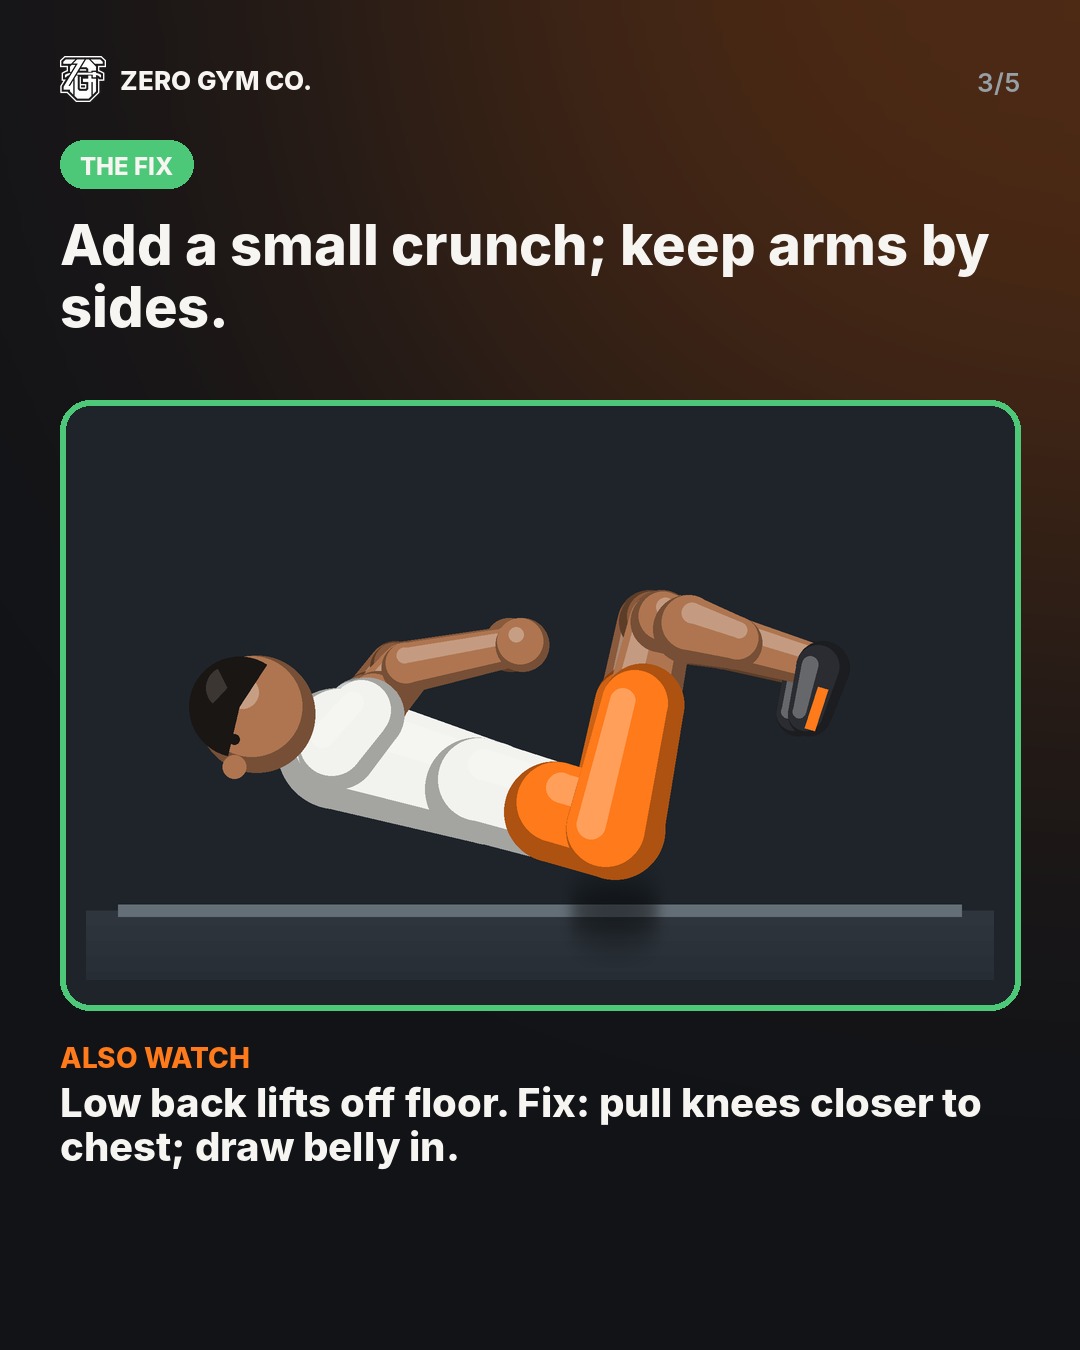 ZERO GYM CO.
3/5
THE FIX
Add a small crunch; keep arms by
sides.
ALSO WATCH
Low back lifts off floor. Fix: pull knees closer to
chest; draw belly in.